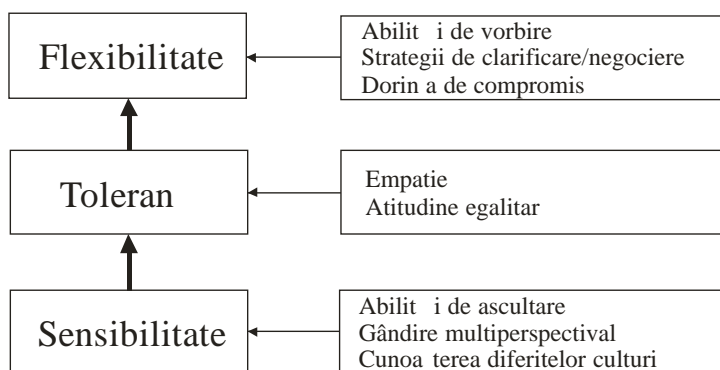 Flexibilitate
Abilit i de vorbire
Strategii de clarificare/negociere
Dorin a de compromis
Toleran
Empatie
Atitudine egalitar
Sensibilitate
Abilit i de ascultare
Gândire multiperspectival
Cunoa terea diferitelor culturi